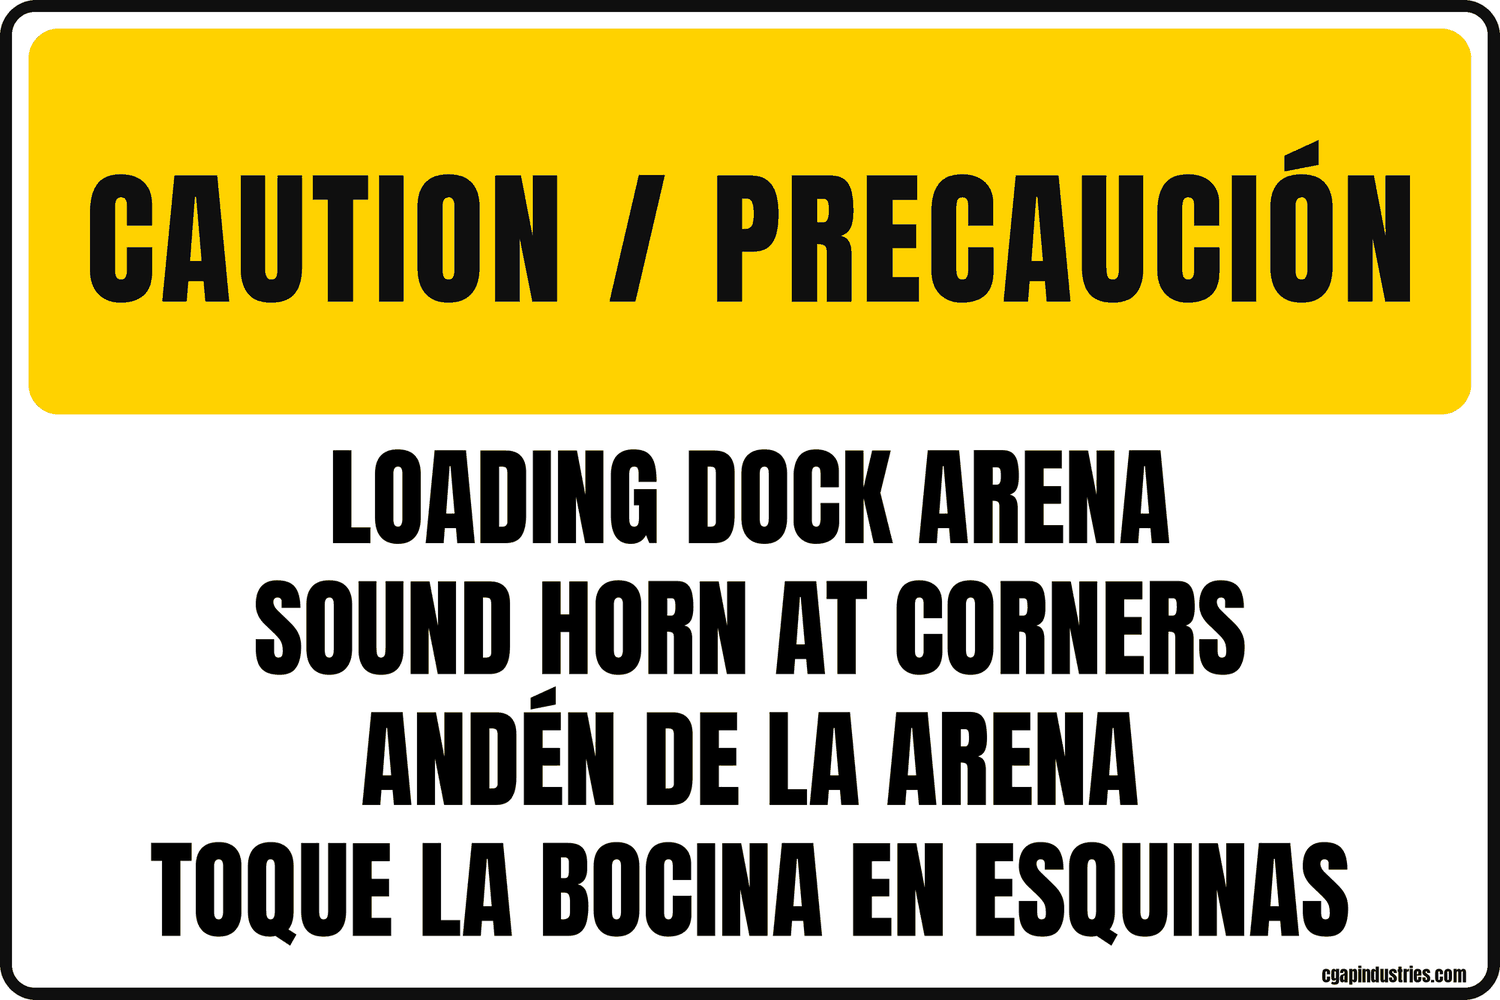 CAUTION / PRECAUCIÓN
LOADING DOCK ARENA
SOUND HORN AT CORNERS
ANDÉN DE LA ARENA
TOQUE LA BOCINA EN ESQUINAS
cgapindustries.com